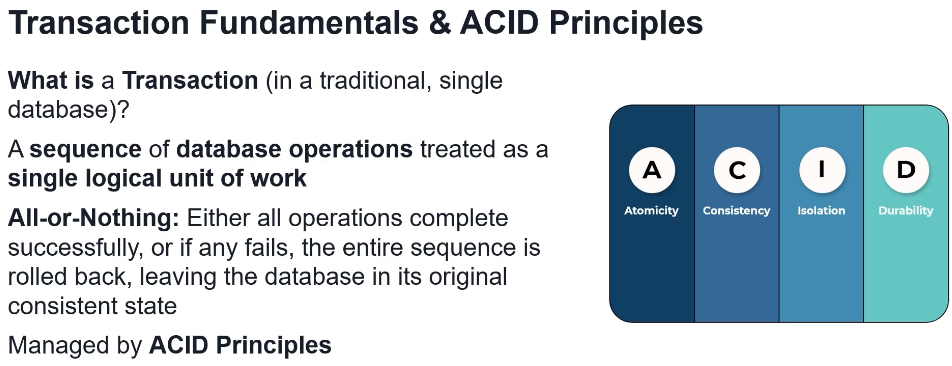 Transaction Fundamentals & ACID Principles
What is a Transaction (in a traditional, single
database)?
A sequence of database operations treated as a
single logical unit of work
All-or-Nothing: Either all operations complete
successfully, or if any fails, the entire sequence is
rolled back, leaving the database in its original
consistent state
Managed by ACID Principles
A C I D
Atomicity Consistency Isolation Durability